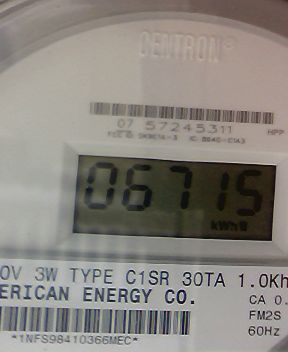 CENTRON®
07 57245311
HPP
06715
kWh
0V 3W TYPE C1SR 30TA 1.0Kh
ERICAN ENERGY CO.
CA 0.
FM2S
60Hz
*1NFS98410366MEC*